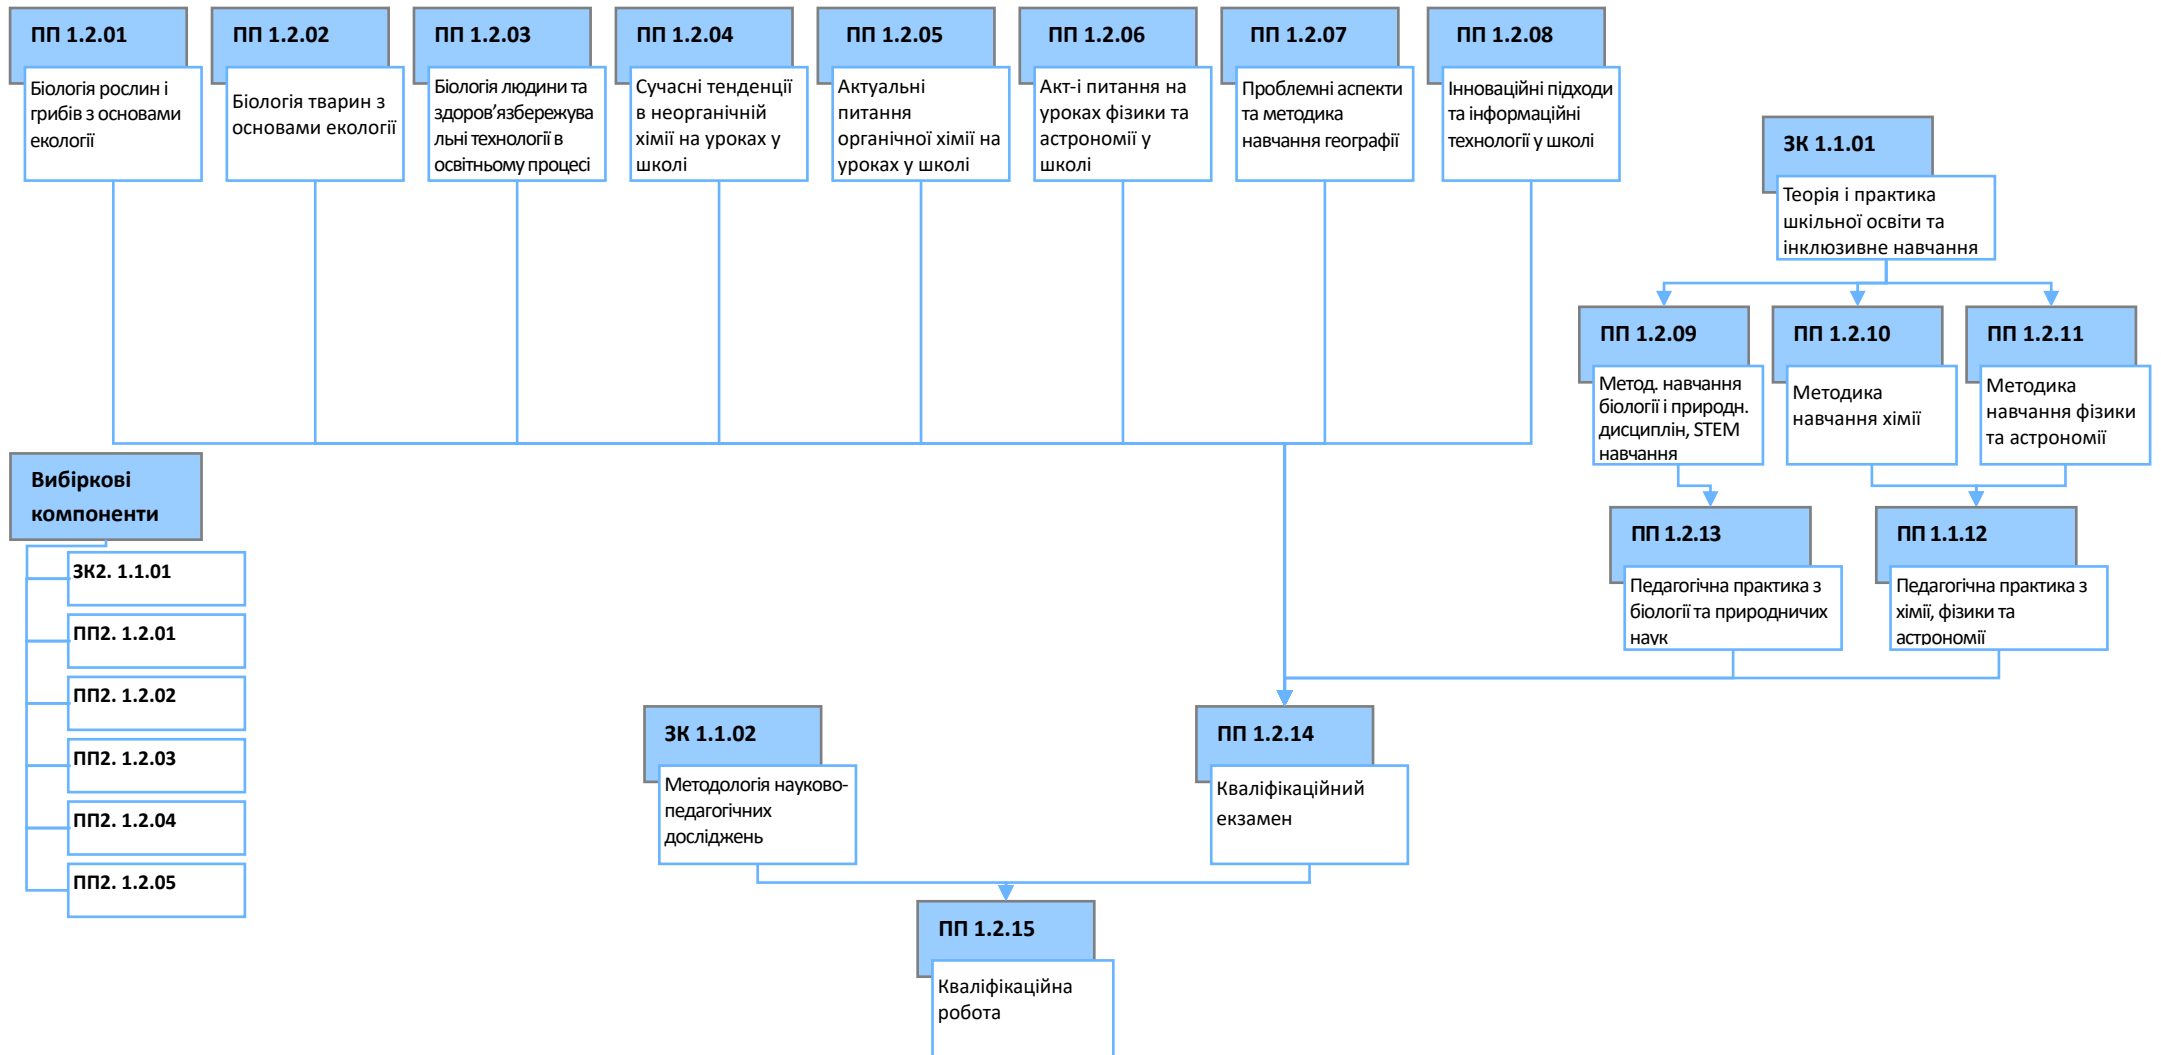 ПП 1.2.01
Біологія рослин і
грибів з основами
екології
ПП 1.2.02
Біологія тварин з
основами екології
ПП 1.2.03
Біологія людини та
здоров’язбережува
льні технології в
освітньому процесі
ПП 1.2.04
Сучасні тенденції
в неорганічній
хімії на уроках у
школі
ПП 1.2.05
Актуальні
питання
органічної хімії на
уроках у школі
ПП 1.2.06
Акт-і питання на
уроках фізики та
астрономії у
школі
ПП 1.2.07
Проблемні аспекти
та методика
навчання географії
ПП 1.2.08
Інноваційні підходи
та інформаційні
технології у школі
ЗК 1.1.01
Теорія і практика
шкільної освіти та
інклюзивне навчання
ПП 1.2.09
Метод. навчання
біології і природн.
дисциплін, STEM
навчання
ПП 1.2.10
Методика
навчання хімії
ПП 1.2.11
Методика
навчання фізики
та астрономії
Вибіркові
компоненти
ЗК2. 1.1.01
ПП2. 1.2.01
ПП2. 1.2.02
ПП2. 1.2.03
ПП2. 1.2.04
ПП2. 1.2.05
ПП 1.2.13
Педагогічна практика з
біології та природничих
наук
ПП 1.1.12
Педагогічна практика з
хімії, фізики та
астрономії
ЗК 1.1.02
Методологія науково-
педагогічних
досліджень
ПП 1.2.14
Кваліфікаційний
екзамен
ПП 1.2.15
Кваліфікаційна
робота